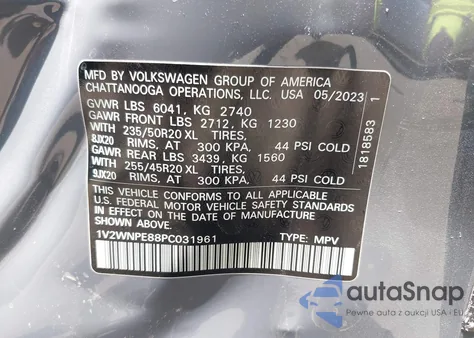 MFD BY VOLKSWAGEN GROUP OF AMERICA
CHATTANOOGA OPERATIONS, LLC. USA 05/2023
GVWR LBS 6041, KG 2740
GAWR FRONT LBS 2712, KG 1230
WITH 235/50R20 XL TIRES,
8JX20 RIMS, AT 300 KPA, 44 PSI COLD
GAWR REAR LBS 3439, KG 1560
WITH 255/45R20 XL TIRES,
9JX20 RIMS, AT 300 KPA, 44 PSI COLD
THIS VEHICLE CONFORMS TO ALL APPLICABLE
U.S. FEDERAL MOTOR VEHICLE SAFETY STANDARDS
IN EFFECT ON THE DATE OF MANUFACTURE
SHOWN ABOVE.
1V2WNPE88PC031961 TYPE: MPV
1818583 1
autoSnap
Pewne auta z aukcji USA i EU